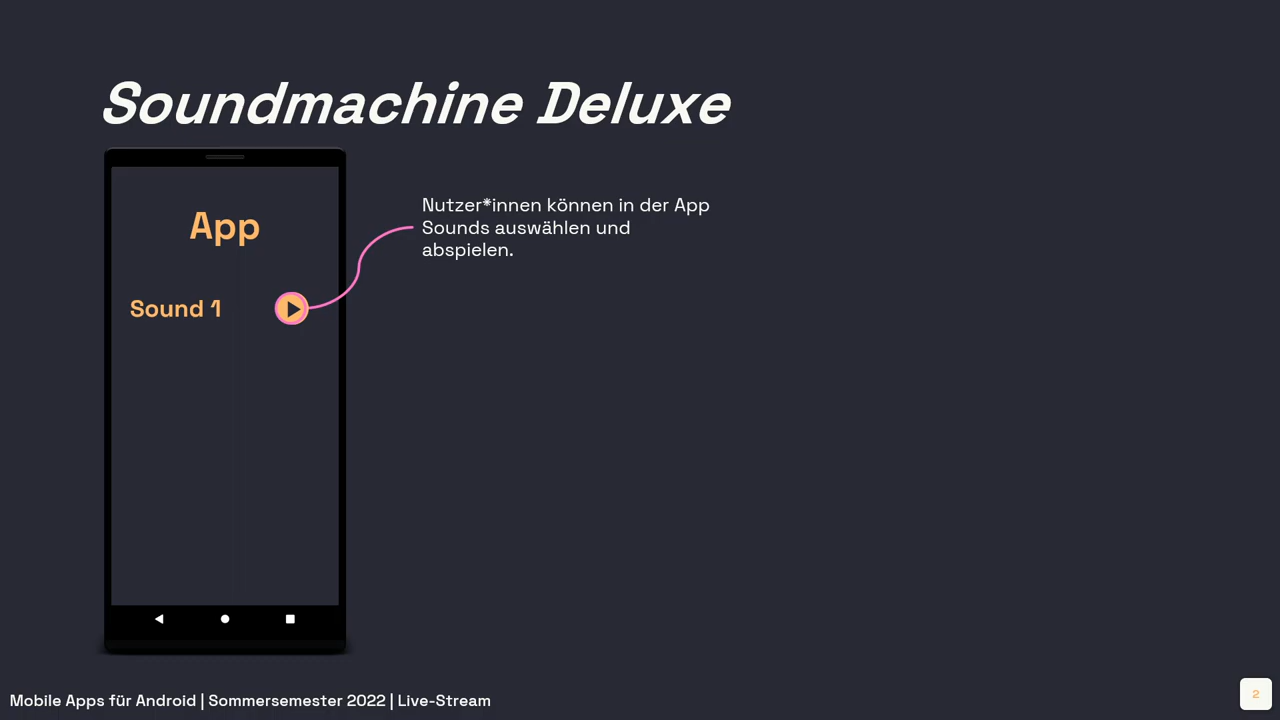 Soundmachine Deluxe
App
Nutzer*innen können in der App
Sounds auswählen und
abspielen.
Sound 1
Mobile Apps für Android | Sommersemester 2022 | Live-Stream
2